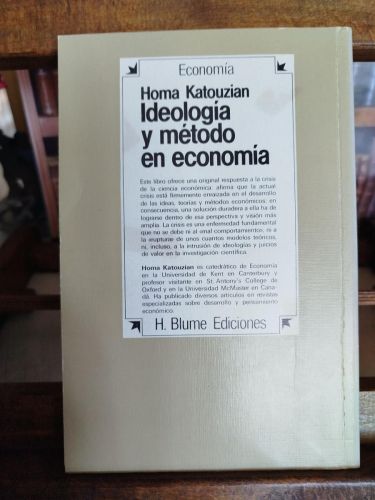 Economía
Homa Katouzian
Ideología
y método
en economía
Este libro ofrece una original respuesta a la crisis
de la ciencia económica: afirma que la actual
crisis está firmemente enraizada en el desarrollo
de las ideas, teorías y métodos económicos; en
consecuencia, una solución duradera a ella ha de
lograrse dentro de esa perspectiva y visión más
amplia. La crisis es una enfermedad fundamental
que no se debe ni al «mal comportamiento», ni a
la «ruptura» de unos cuantos modelos teóricos,
ni, incluso, a la intrusión de ideologías y juicios
de valor en la investigación científica.
Homa Katouzian es catedrático de Economía
en la Universidad de Kent en Canterbury y
profesor visitante en St. Antony's College de
Oxford y en la Universidad McMaster en Cana-
dá. Ha publicado diversos artículos en revistas
especializadas sobre desarrollo y pensamiento
económico.
H. Blume Ediciones